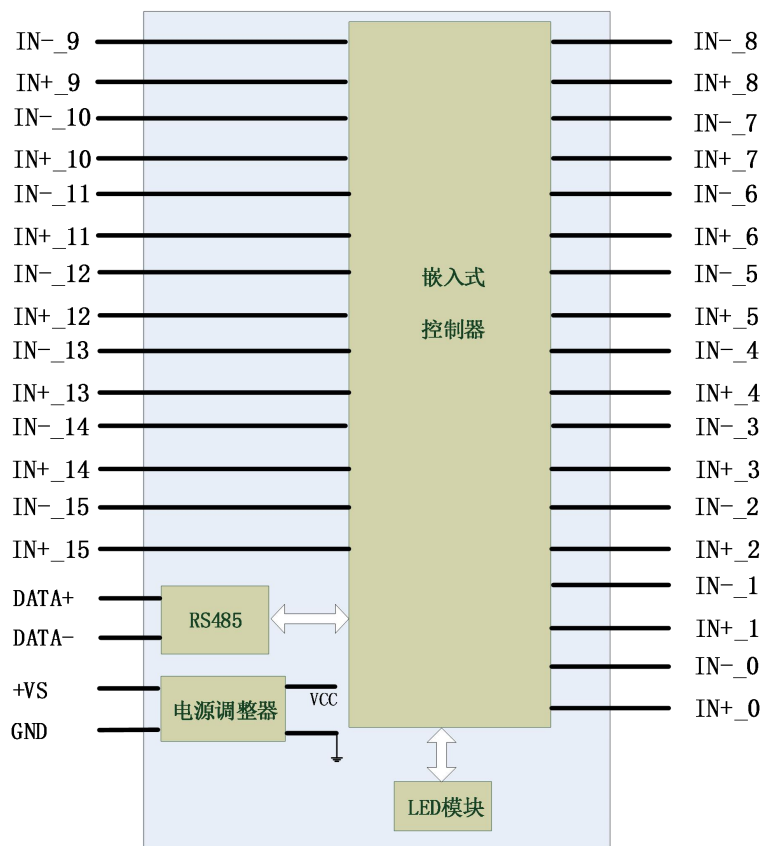 IN-_9
IN+_9
IN-_10
IN+_10
IN-_11
IN+_11
IN-_12
IN+_12
IN-_13
IN+_13
IN-_14
IN+_14
IN-_15
IN+_15
DATA+
DATA-
+VS
GND
嵌入式
控制器
RS485
电源调整器
VCC
LED模块
IN-_8
IN+_8
IN-_7
IN+_7
IN-_6
IN+_6
IN-_5
IN+_5
IN-_4
IN+_4
IN-_3
IN+_3
IN-_2
IN+_2
IN-_1
IN+_1
IN-_0
IN+_0